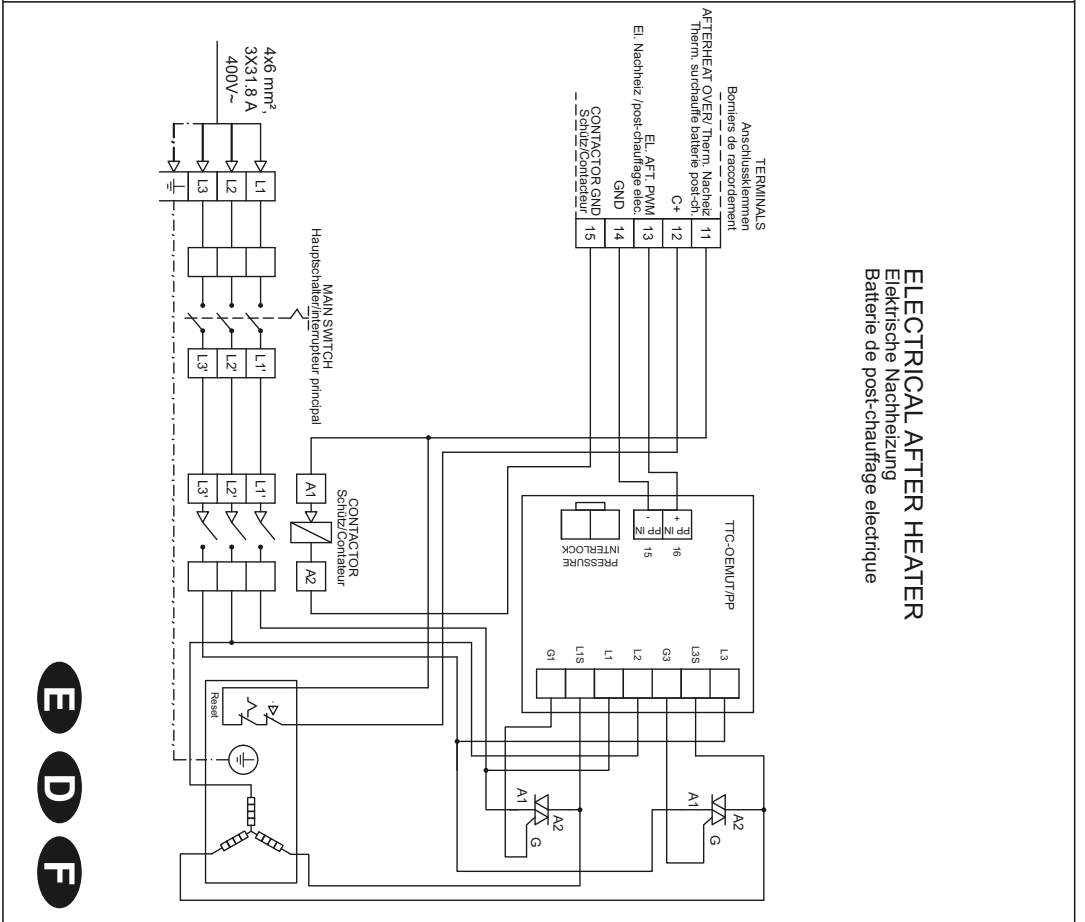 ELECTRICAL AFTER HEATER
Elektrische Nachheizung
Batterie de post-chauffage electrique
TERMINALS
Anschlussklemmen
Borniers de raccordement
AFTERHEAT OVER/ Therm. Nacheiz
Therm. surchauffe batterie post-ch.
C+
EL. AFT. PWM
El. Nachheiz /post-chauffage elec.
GND
CONTACTOR GND
Schütz/Contacteur
11
12
13
14
15
TTC-OEMUT/PP
+ PP IN
- PP IN
16
15
PRESSURE
INTERLOCK
L3
L3S
G3
L2
L1
L1S
G1
4x6 mm²,
3X31.8 A
400V~
L1
L2
L3
MAIN SWITCH
Hauptschalter/interrupteur principal
L1'
L2'
L3'
L1'
L2'
L3'
CONTACTOR
Schütz/Contateur
A1
A2
Reset
A1
A2
G
A1
A2
G
E
D
F